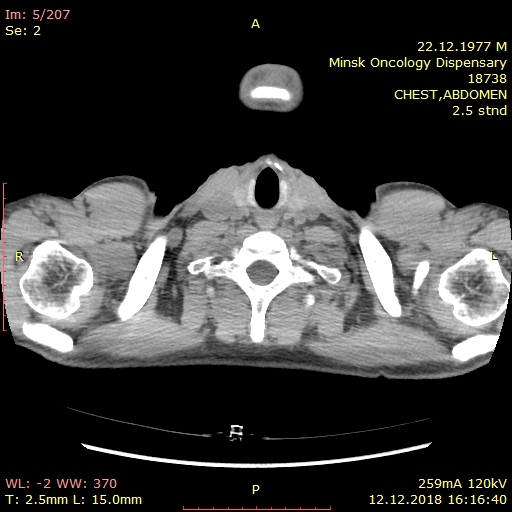 Im: 5/207
Se: 2
A
22.12.1977 M
Minsk Oncology Dispensary
18738
CHEST,ABDOMEN
2.5 stnd
R
L
WL: -2 WW: 370
T: 2.5mm L: 15.0mm
P
259mA 120kV
12.12.2018 16:16:40